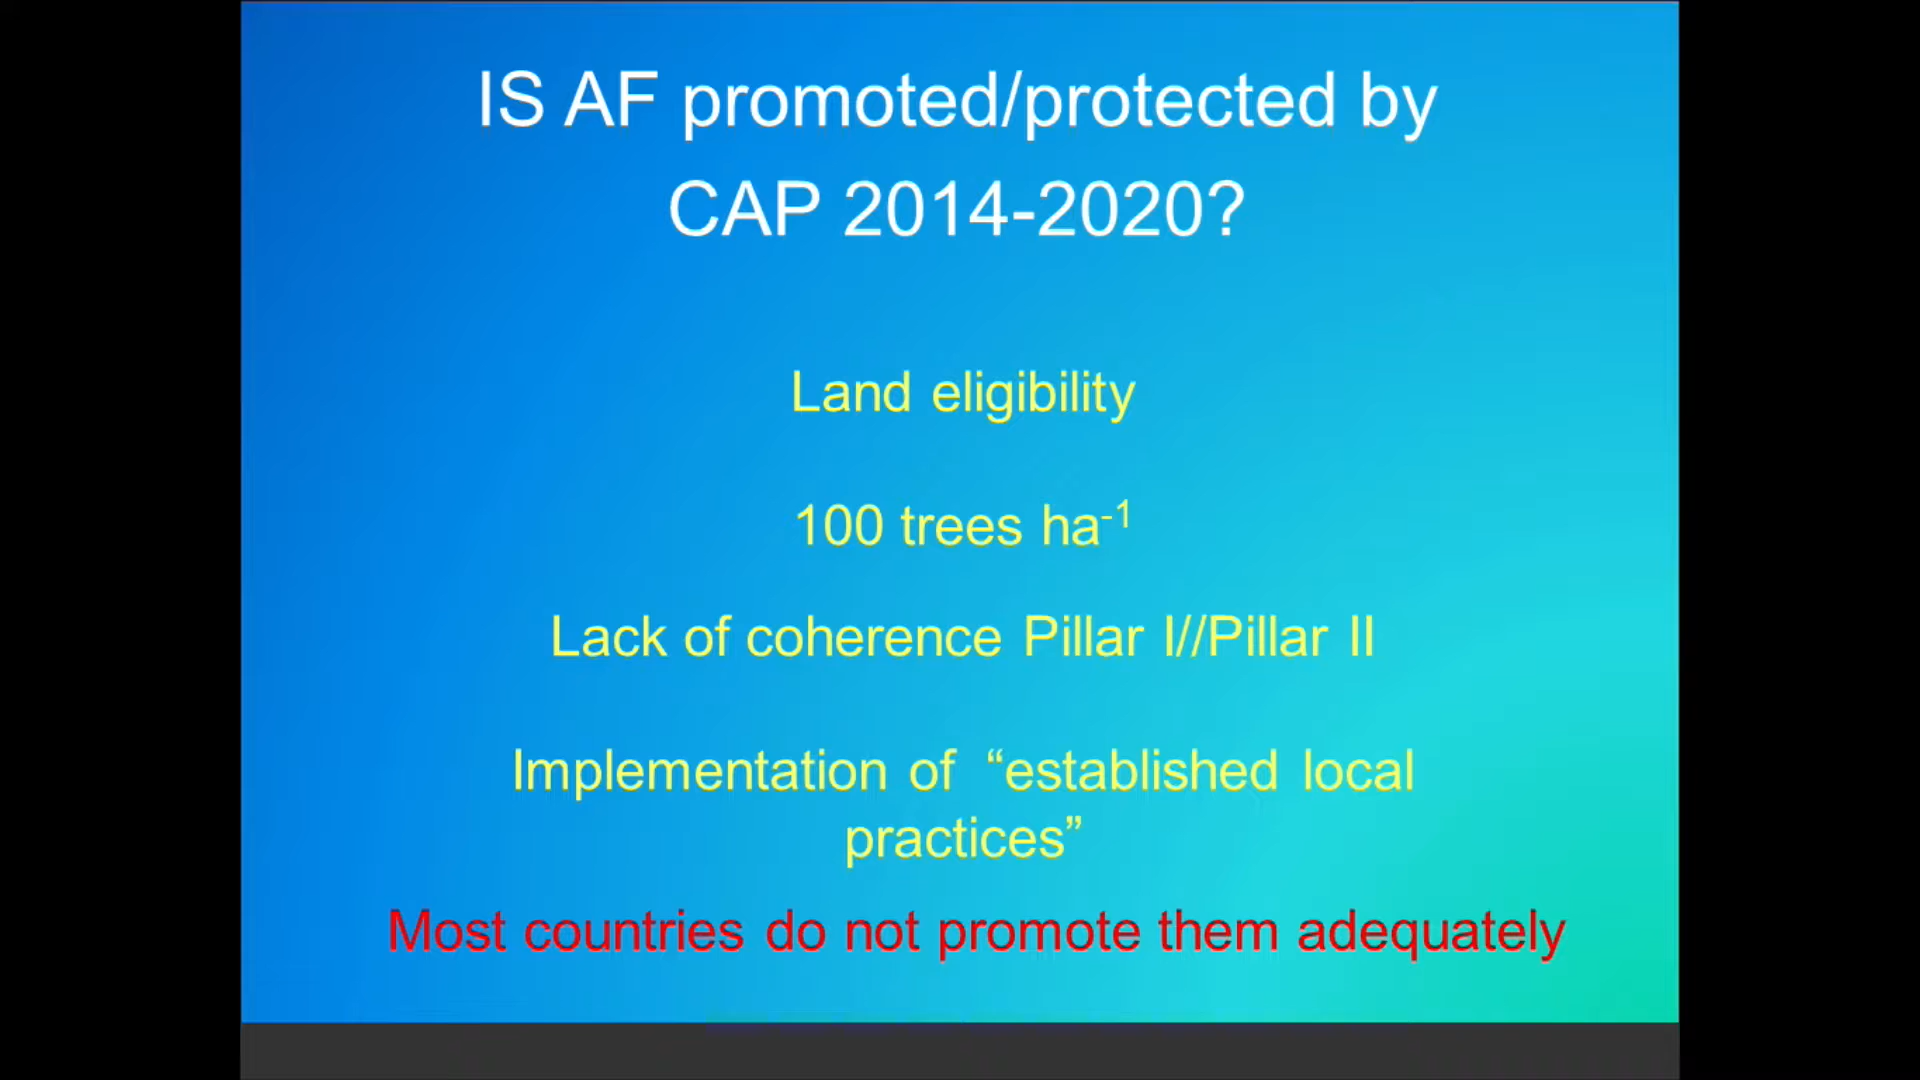 IS AF promoted/protected by
CAP 2014-2020?
Land eligibility
100 trees ha⁻¹
Lack of coherence Pillar I//Pillar II
Implementation of “established local
practices”
Most countries do not promote them adequately